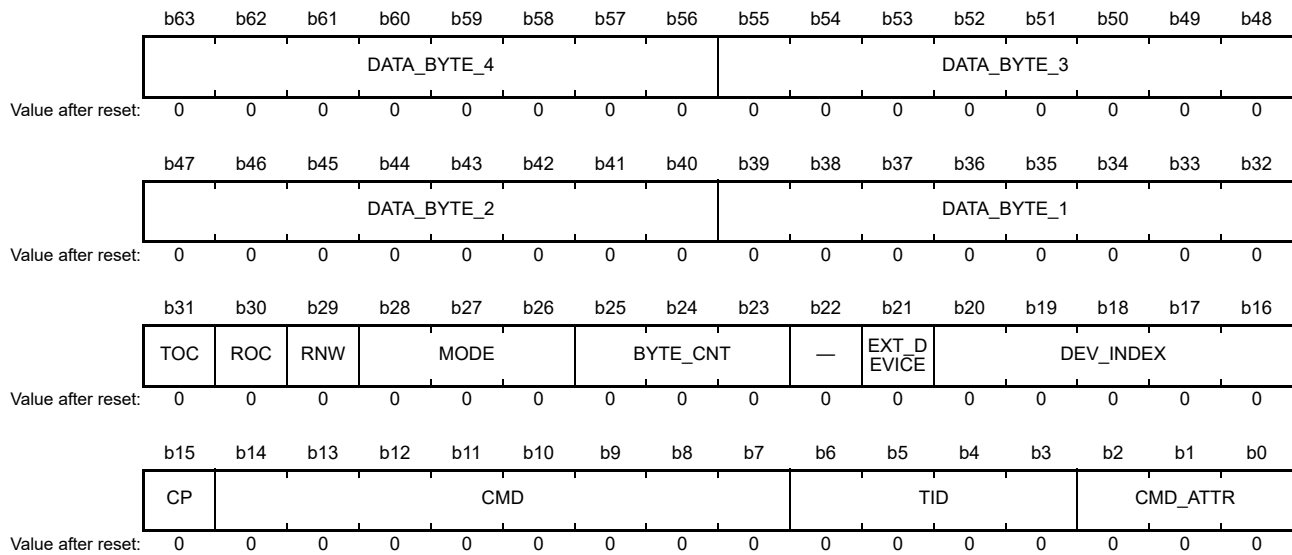 b63 b62 b61 b60 b59 b58 b57 b56 b55 b54 b53 b52 b51 b50 b49 b48
DATA_BYTE_4 DATA_BYTE_3
Value after reset: 0 0 0 0 0 0 0 0 0 0 0 0 0 0 0 0
b47 b46 b45 b44 b43 b42 b41 b40 b39 b38 b37 b36 b35 b34 b33 b32
DATA_BYTE_2 DATA_BYTE_1
Value after reset: 0 0 0 0 0 0 0 0 0 0 0 0 0 0 0 0
b31 b30 b29 b28 b27 b26 b25 b24 b23 b22 b21 b20 b19 b18 b17 b16
TOC ROC RNW MODE BYTE_CNT — EXT_D
EVICE DEV_INDEX
Value after reset: 0 0 0 0 0 0 0 0 0 0 0 0 0 0 0 0
b15 b14 b13 b12 b11 b10 b9 b8 b7 b6 b5 b4 b3 b2 b1 b0
CP CMD TID CMD_ATTR
Value after reset: 0 0 0 0 0 0 0 0 0 0 0 0 0 0 0 0